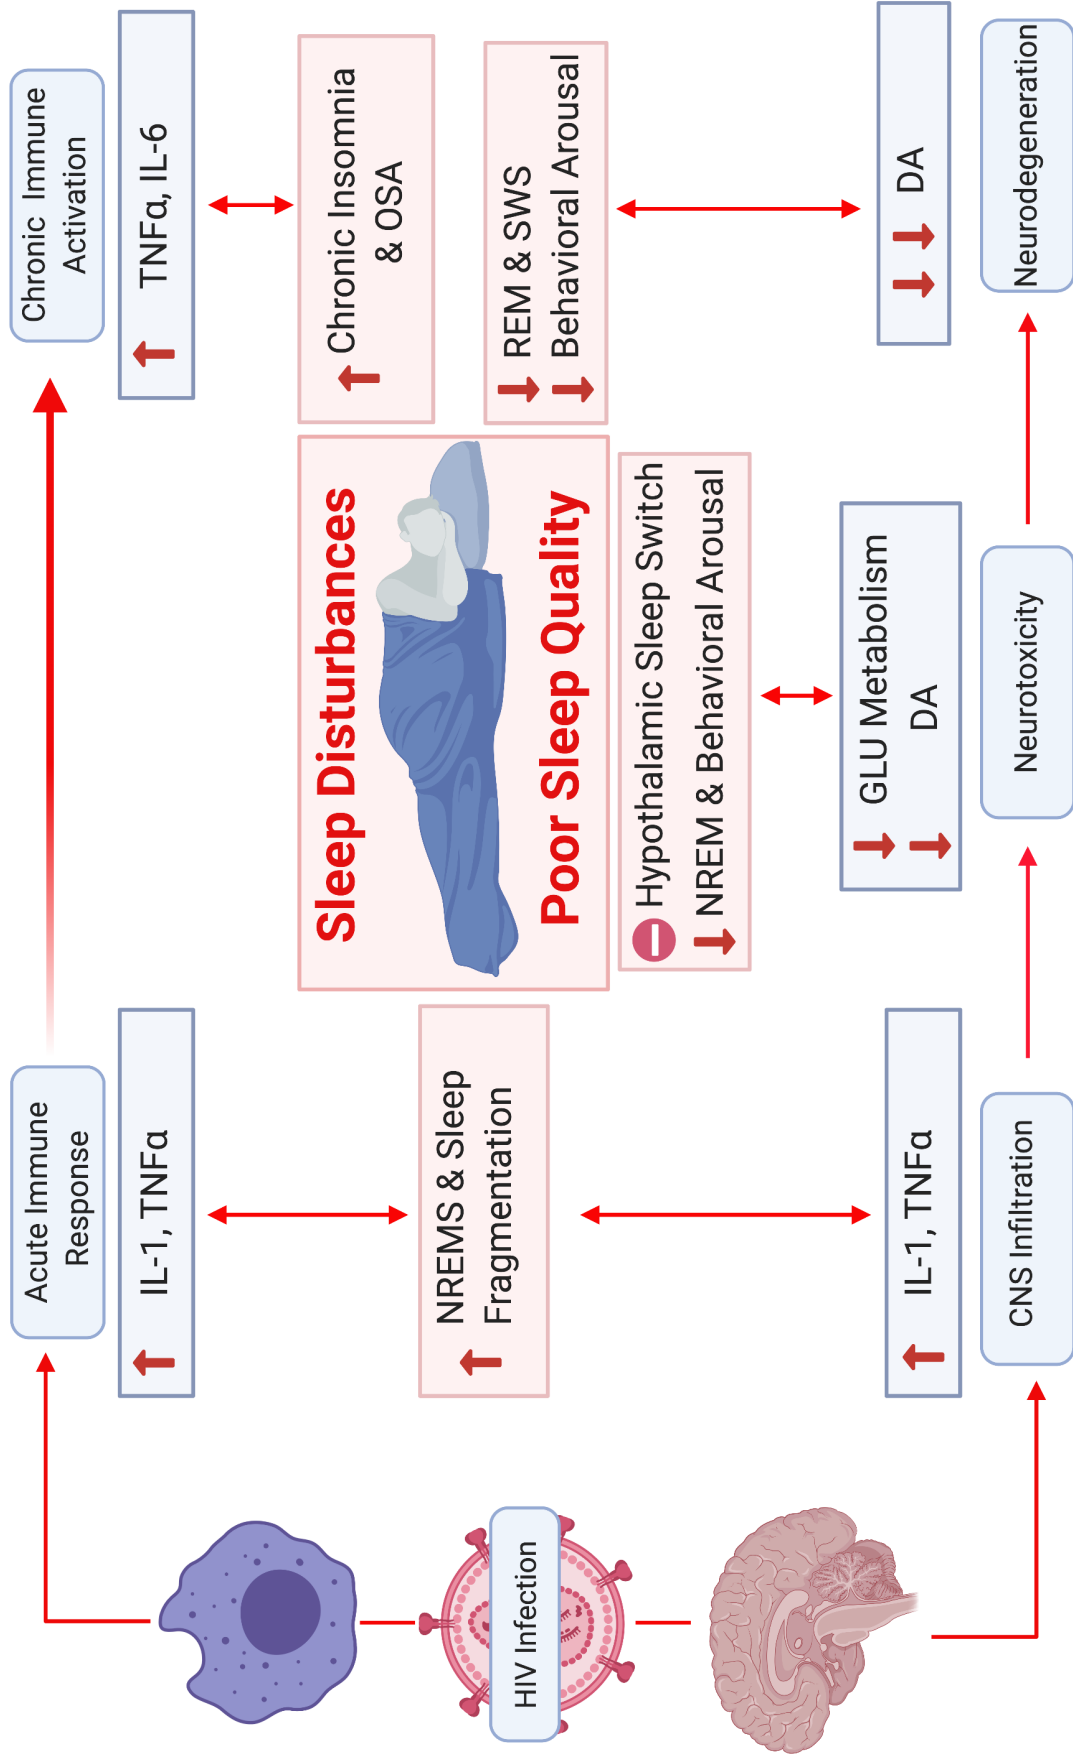 HIV Infection
Acute Immune
Response
IL-1, TNFα
NREMS & Sleep
Fragmentation
IL-1, TNFα
CNS Infiltration
Sleep Disturbances
Poor Sleep Quality
Hypothalamic Sleep Switch
NREM & Behavioral Arousal
GLU Metabolism
DA
Neurotoxicity
Chronic Immune
Activation
TNFα, IL-6
Chronic Insomnia
& OSA
REM & SWS
Behavioral Arousal
DA
Neurodegeneration